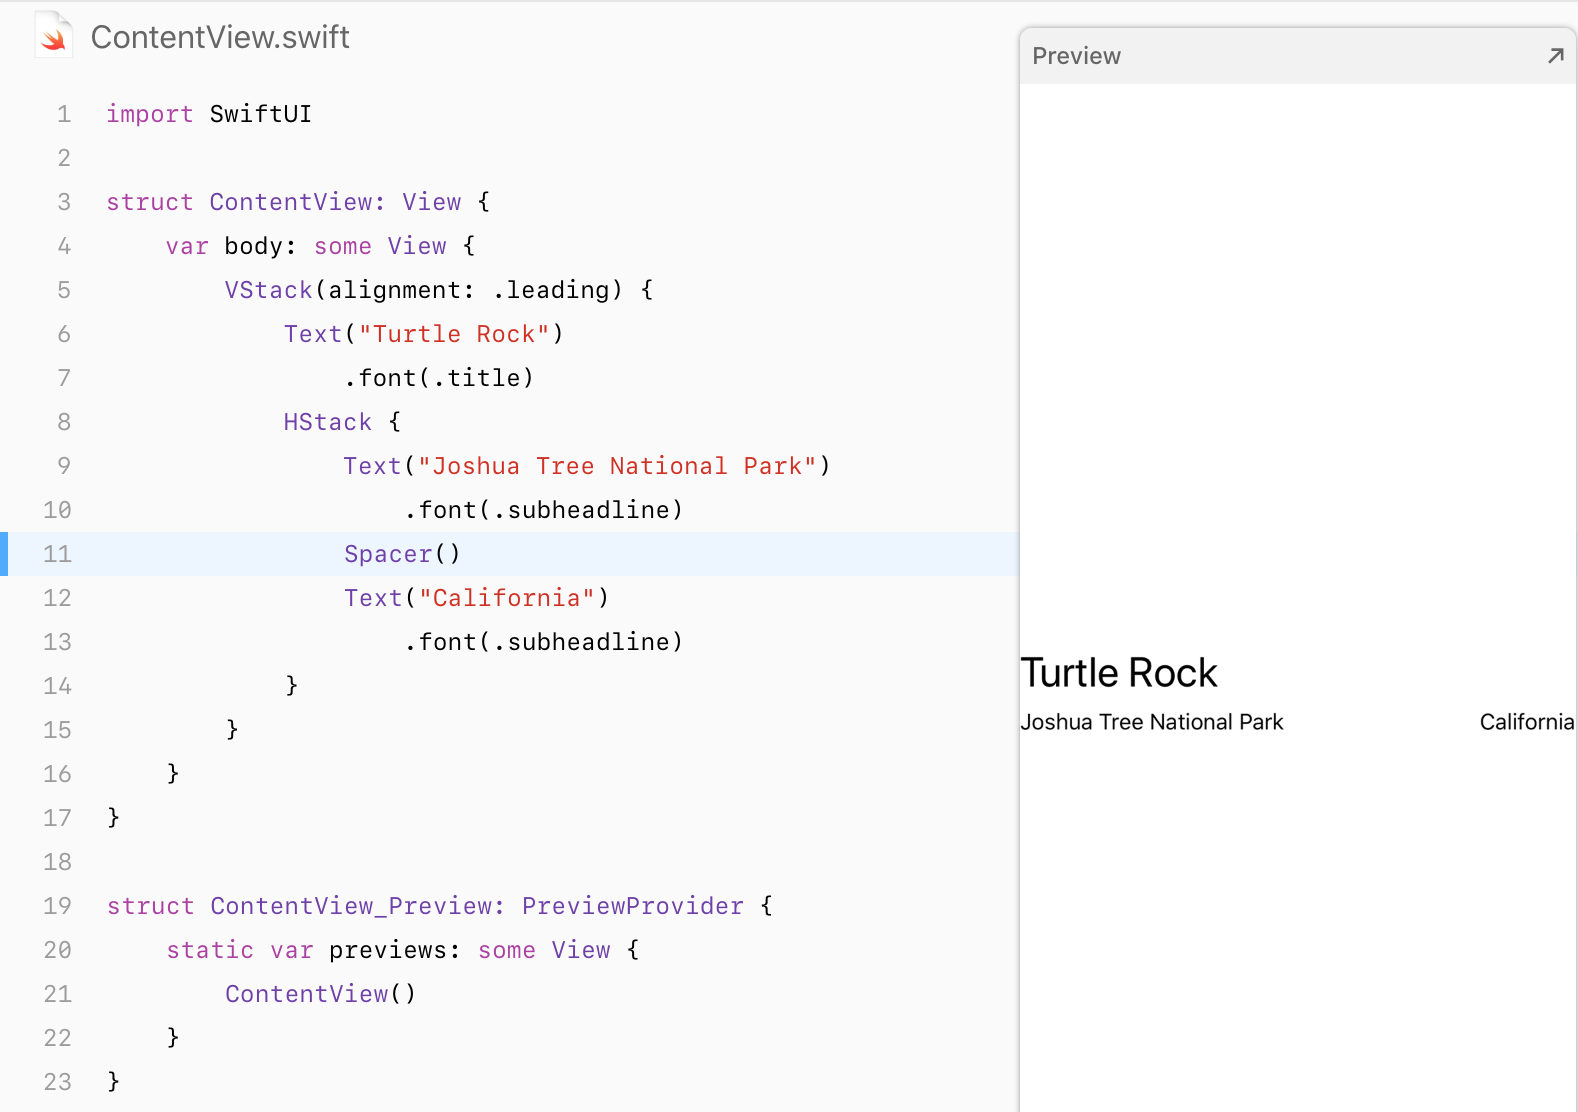 ContentView.swift
1 import SwiftUI
2
3 struct ContentView: View {
4     var body: some View {
5         VStack(alignment: .leading) {
6             Text("Turtle Rock")
7                 .font(.title)
8             HStack {
9                 Text("Joshua Tree National Park")
10                     .font(.subheadline)
11                 Spacer()
12                 Text("California")
13                     .font(.subheadline)
14             }
15         }
16     }
17 }
18
19 struct ContentView_Preview: PreviewProvider {
20     static var previews: some View {
21         ContentView()
22     }
23 }
Preview
Turtle Rock
Joshua Tree National Park California